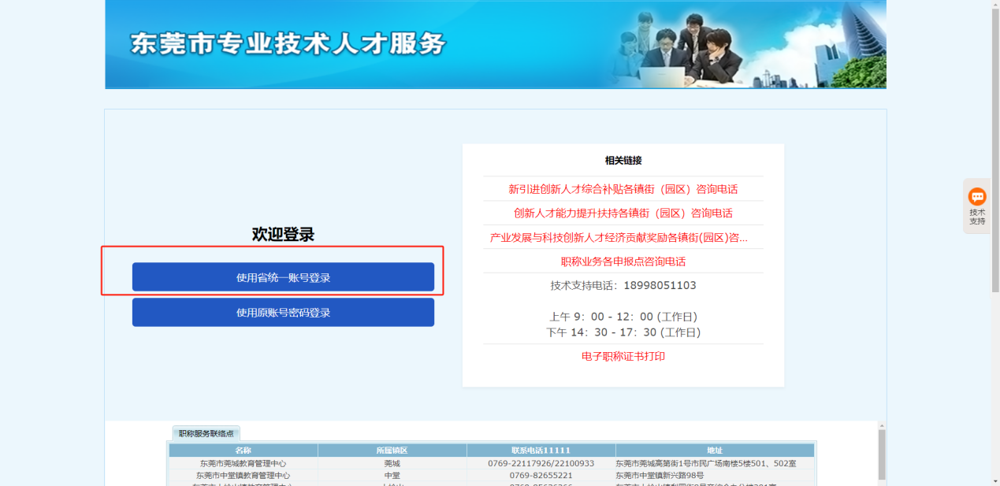 东莞市专业技术人才服务
相关链接
新引进创新人才综合补贴各镇街（园区）咨询电话
创新人才能力提升扶持各镇街（园区）咨询电话
产业发展与科技创新人才经济贡献奖励各镇街(园区)咨...
职称业务各申报点咨询电话
技术支持电话：18998051103
上午 9：00 - 12：00 (工作日)
下午 14：30 - 17：30 (工作日)
电子职称证书打印
欢迎登录
使用省统一账号登录
使用原账号密码登录
技术
支持
职称服务联络点
名称 所属镇区 联系电话11111 地址
东莞市莞城教育管理中心 莞城 0769-22117926/22100933 东莞市莞城高第街1号市民广场南楼5楼501、502室
东莞市中堂镇教育管理中心 中堂 0769-82655221 东莞市中堂镇新兴路98号